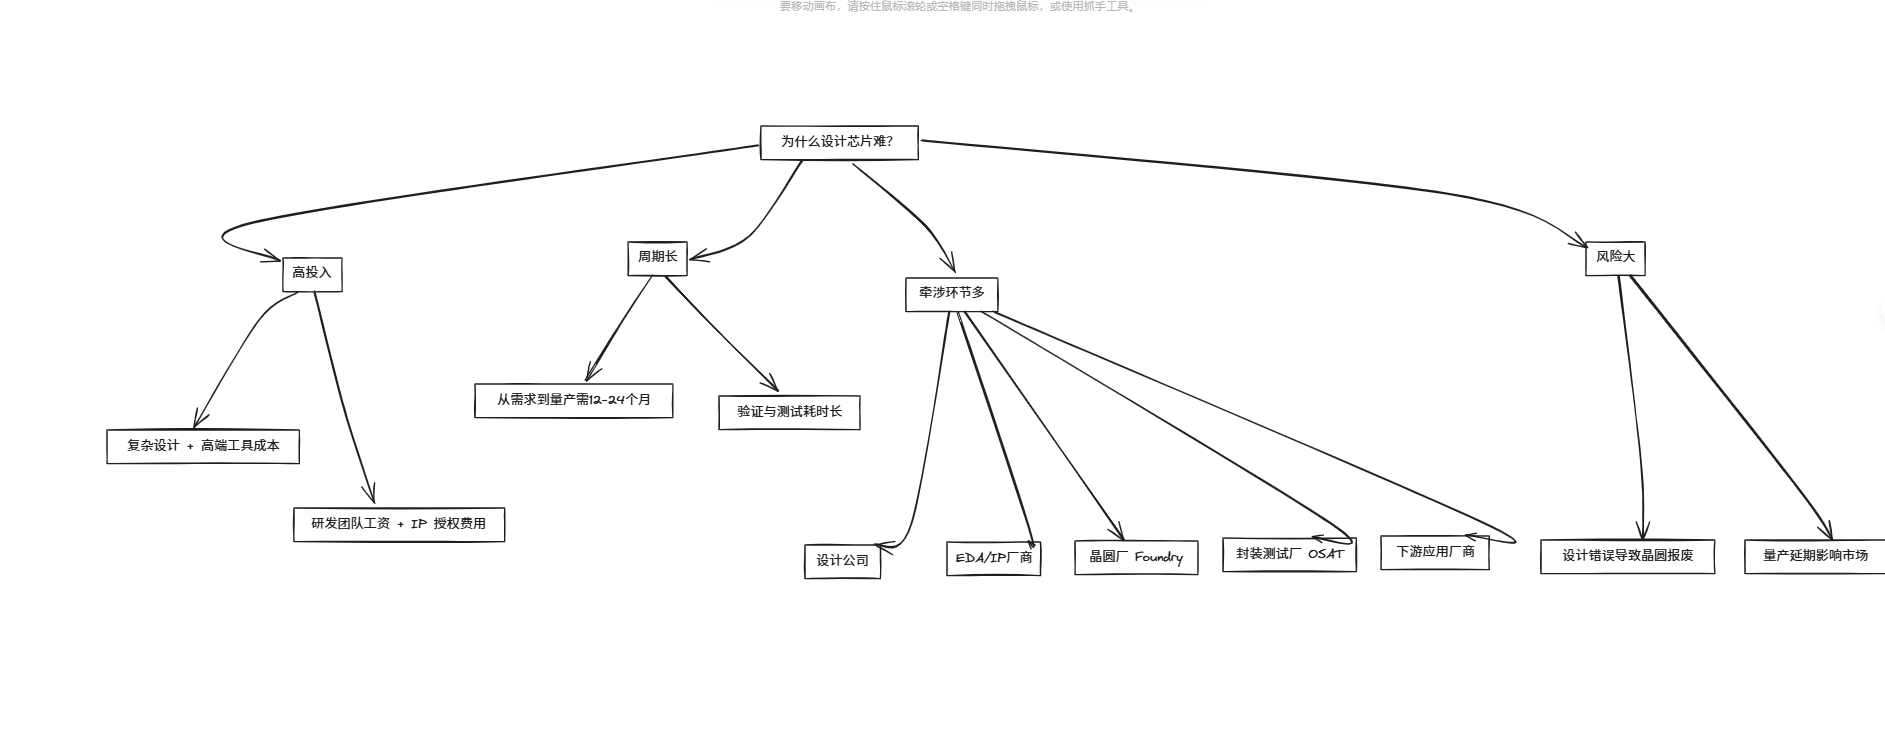 要移动画布，请按住鼠标滚轮或空格键同时拖拽鼠标，或使用抓手工具。
为什么设计芯片难？
高投入
周期长
牵涉环节多
风险大
复杂设计 + 高端工具成本
研发团队工资 + IP 授权费用
从需求到量产需12-24个月
验证与测试耗时长
设计公司
EDA/IP厂商
晶圆厂 Foundry
封装测试厂 OSAT
下游应用厂商
设计错误导致晶圆报废
量产延期影响市场